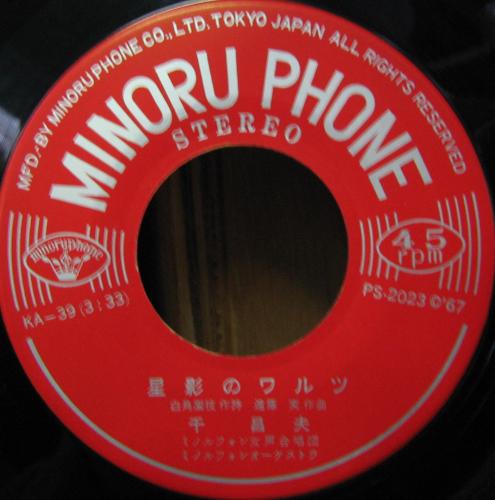 MFD. BY MINORUPHONE CO., LTD. TOKYO JAPAN ALL RIGHTS RESERVED
MINORU PHONE
STEREO
minoruphone
45
rpm
KA-39 (3:33)
PS-2023 ©'67
星影のワルツ
白鳥園枝 作詩 遠藤 実 作曲
千昌夫
ミノルフォン女声合唱団
ミノルフォンオーケストラ